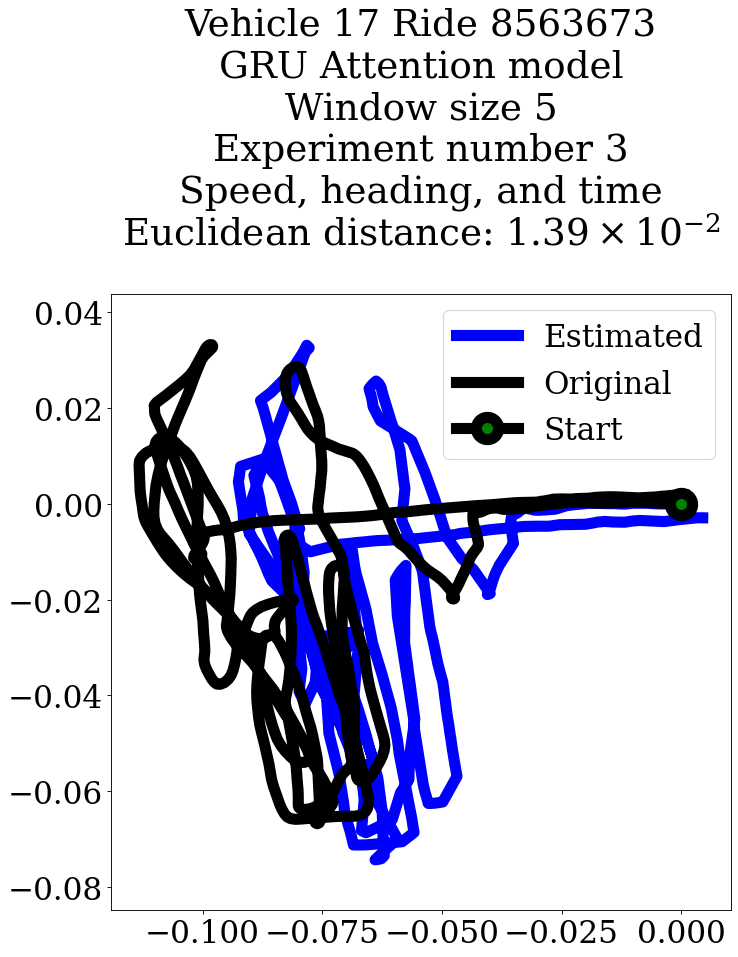 Vehicle 17 Ride 8563673
GRU Attention model
Window size 5
Experiment number 3
Speed, heading, and time
Euclidean distance: 1.39 × 10⁻²
Estimated
Original
Start
0.04
0.02
0.00
−0.02
−0.04
−0.06
−0.08
−0.100 −0.075 −0.050 −0.025 0.000